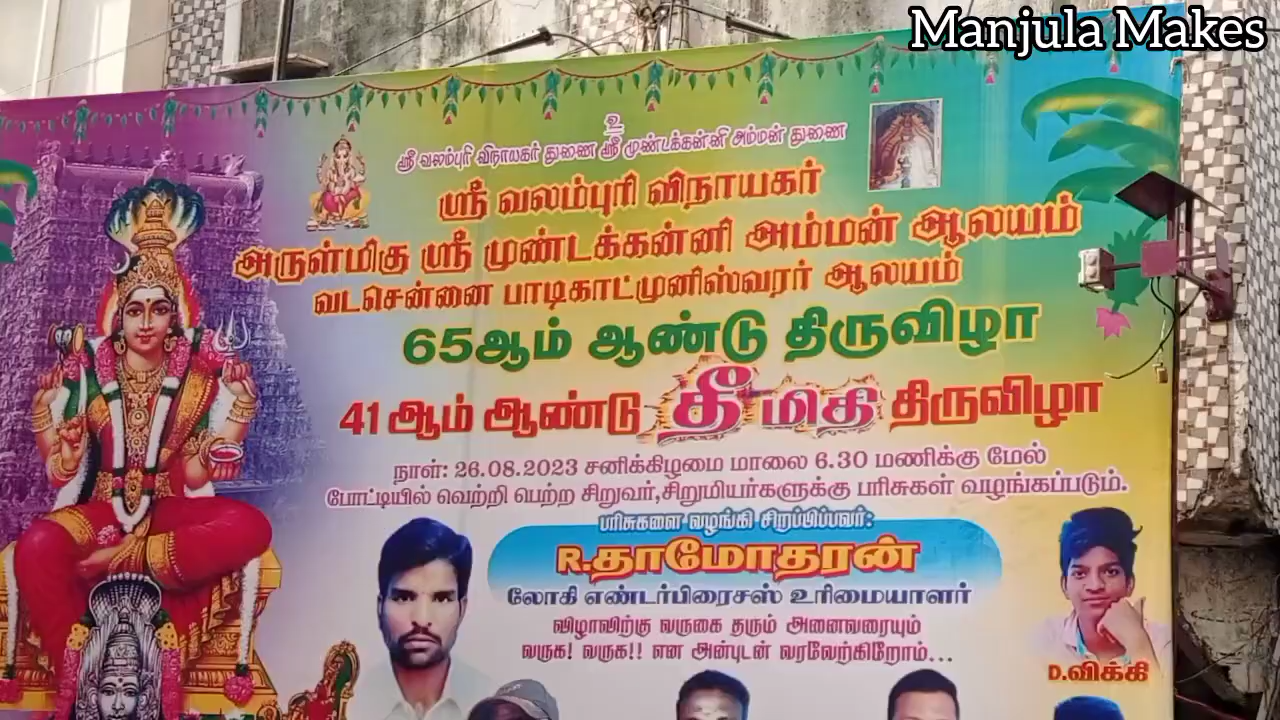 Manjula Makes
உ
ஸ்ரீ வலம்புரி விநாயகர் துணை ஸ்ரீ முண்டக்கன்னி அம்மன் துணை
ஸ்ரீ வலம்புரி விநாயகர்
அருள்மிகு ஸ்ரீ முண்டக்கன்னி அம்மன் ஆலயம்
வடசென்னை பாடிகாட்முனிஸ்வரர் ஆலயம்
65ஆம் ஆண்டு திருவிழா
41 ஆம் ஆண்டு தீ மிதி திருவிழா
நாள்: 26.08.2023 சனிக்கிழமை மாலை 6.30 மணிக்கு மேல்
போட்டியில் வெற்றி பெற்ற சிறுவர்,சிறுமியர்களுக்கு பரிசுகள் வழங்கப்படும்.
பரிசுகளை வழங்கி சிறப்பிப்பவர்:
R.தாமோதரன்
லோகி எண்டர்பிரைசஸ் உரிமையாளர்
விழாவிற்கு வருகை தரும் அனைவரையும்
வருக! வருக!! என அன்புடன் வரவேற்கிறோம்...
D.விக்கி